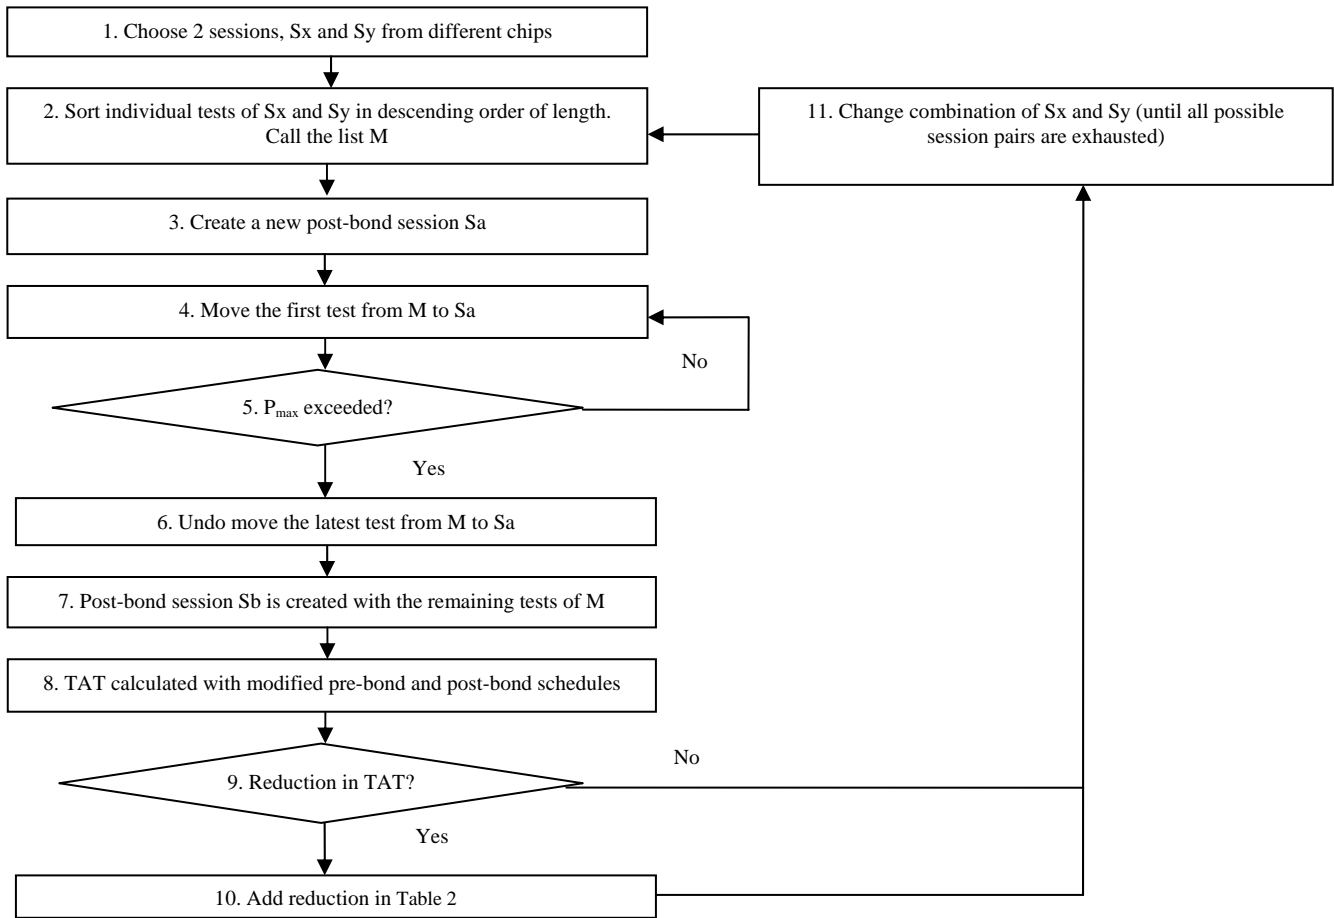 1. Choose 2 sessions, Sx and Sy from different chips
2. Sort individual tests of Sx and Sy in descending order of length.
Call the list M
11. Change combination of Sx and Sy (until all possible
session pairs are exhausted)
3. Create a new post-bond session Sa
4. Move the first test from M to Sa
No
5. Pmax exceeded?
Yes
6. Undo move the latest test from M to Sa
7. Post-bond session Sb is created with the remaining tests of M
8. TAT calculated with modified pre-bond and post-bond schedules
No
9. Reduction in TAT?
Yes
10. Add reduction in Table 2